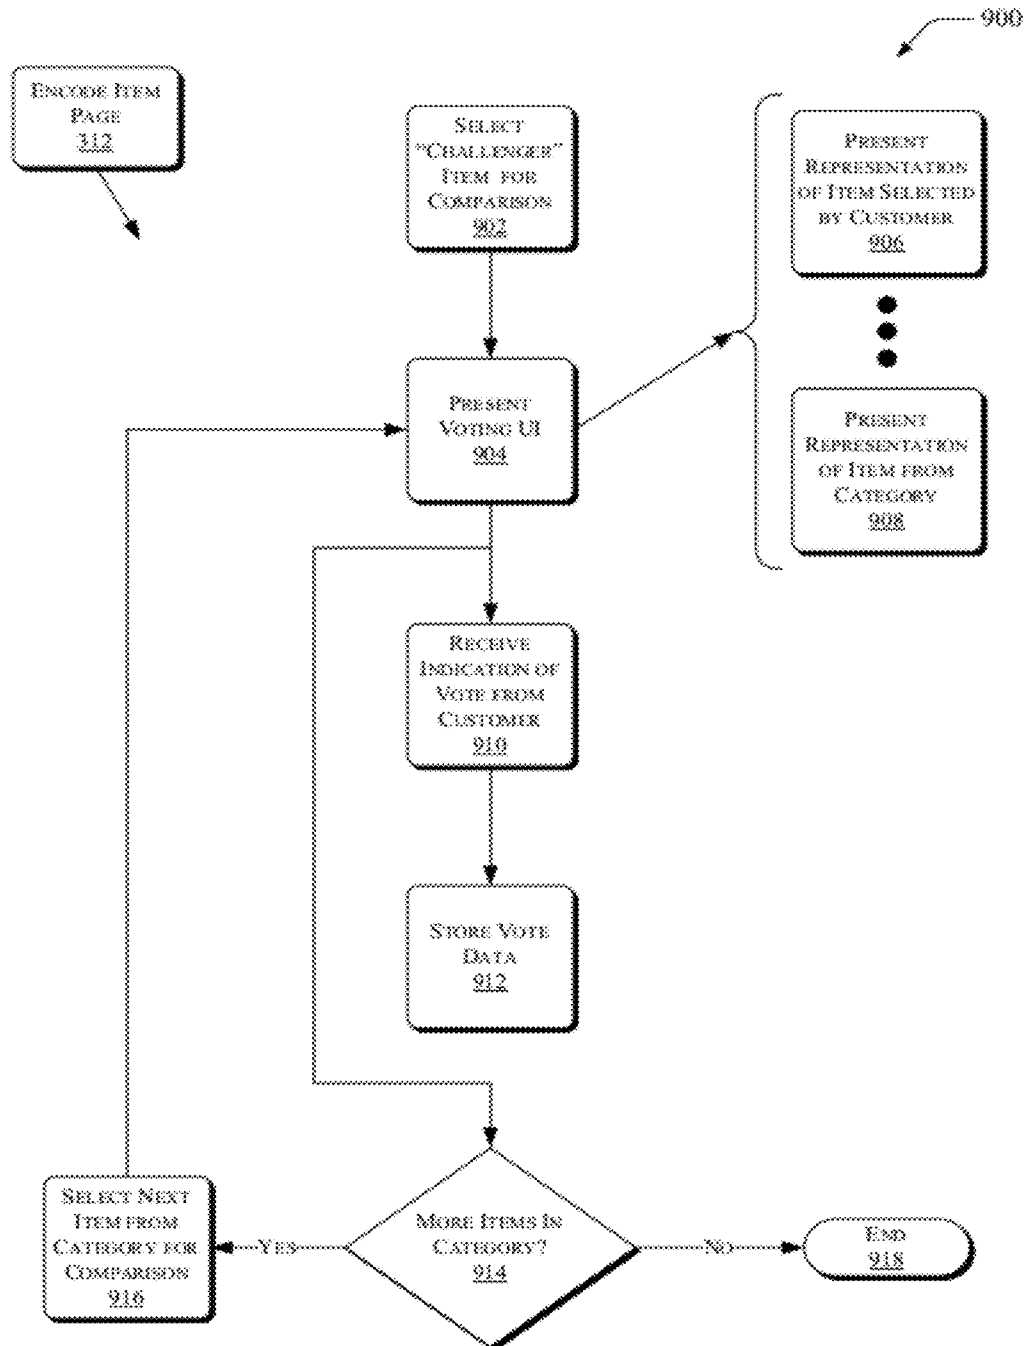 900
ENCODE ITEM
PAGE
312
SELECT
"CHALLENGER"
ITEM FOR
COMPARISON
902
PRESENT
REPRESENTATION
OF ITEM SELECTED
BY CUSTOMER
906
PRESENT
VOTING UI
904
PRESENT
REPRESENTATION
OF ITEM FROM
CATEGORY
908
RECEIVE
INDICATION OF
VOTE FROM
CUSTOMER
910
STORE VOTE
DATA
912
SELECT NEXT
ITEM FROM
CATEGORY FOR
COMPARISON
916
YES
MORE ITEMS IN
CATEGORY?
914
NO
END
918